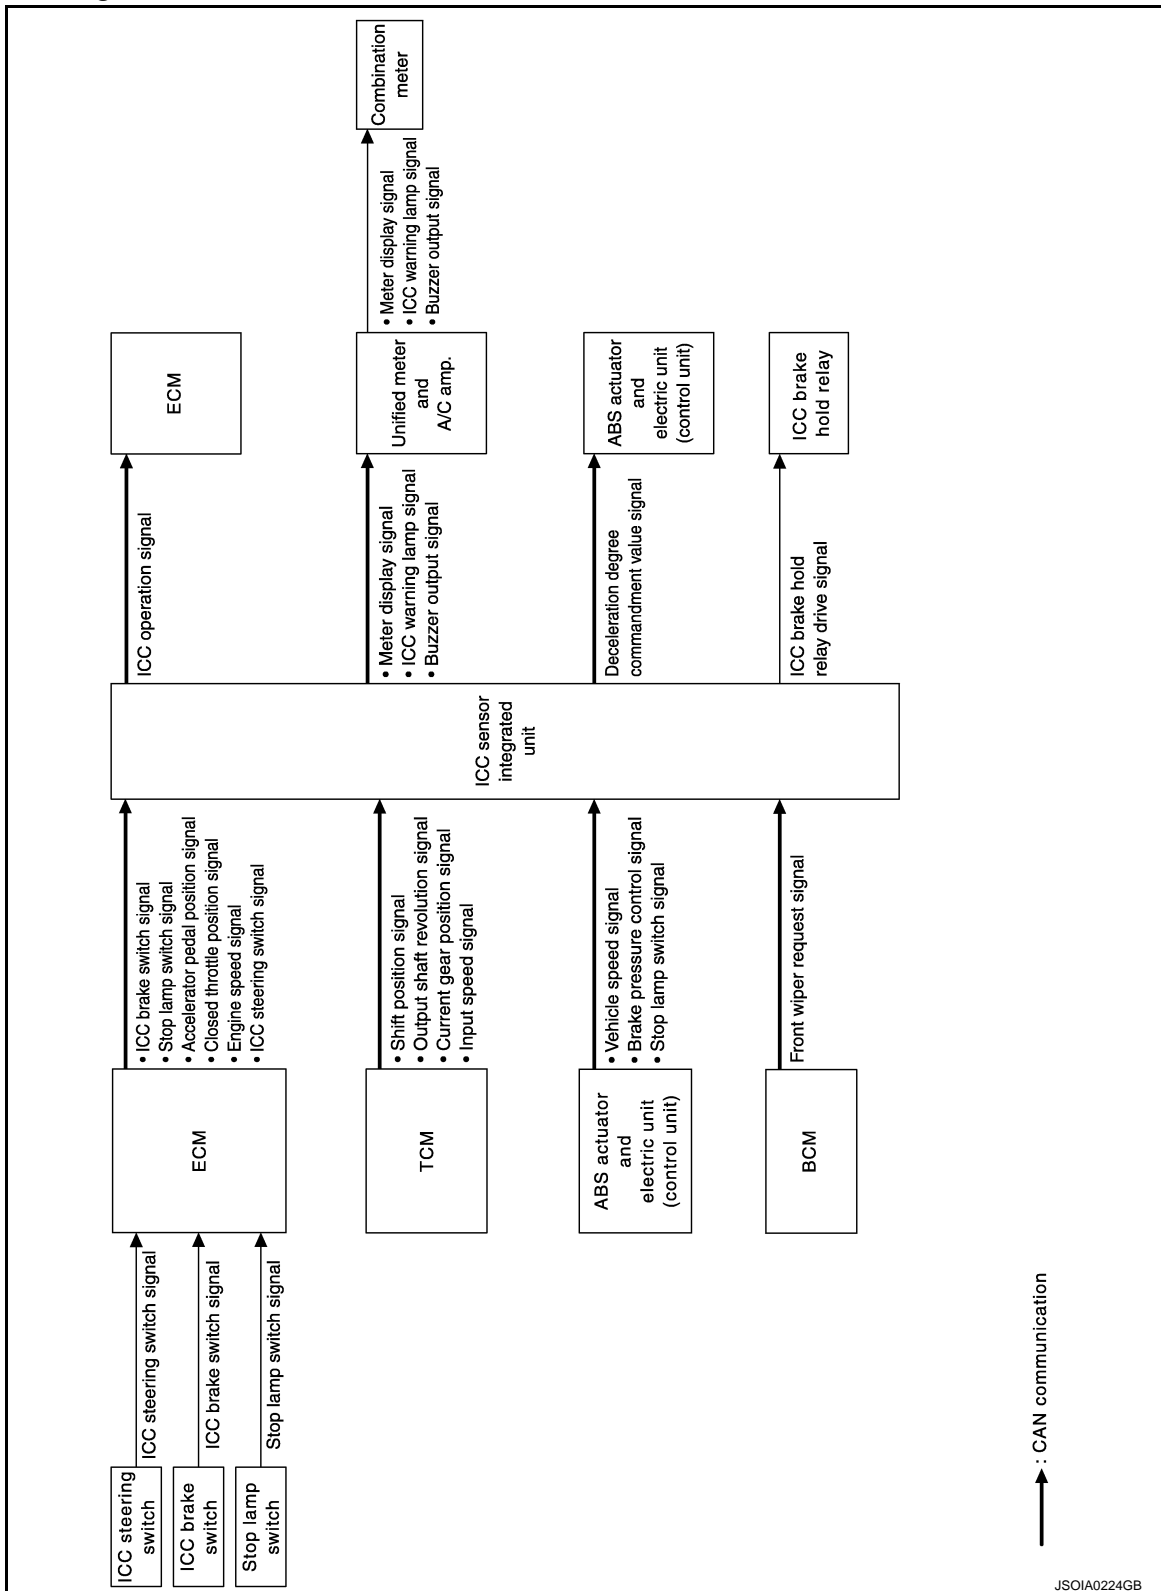 ICC steering
switch
ICC steering switch signal
ICC brake
switch
ICC brake switch signal
Stop lamp
switch
Stop lamp switch signal
ECM
• ICC brake switch signal
• Stop lamp switch signal
• Accelerator pedal position signal
• Closed throttle position signal
• Engine speed signal
• ICC steering switch signal
TCM
• Shift position signal
• Output shaft revolution signal
• Current gear position signal
• Input speed signal
ABS actuator
and
electric unit
(control unit)
• Vehicle speed signal
• Brake pressure control signal
• Stop lamp switch signal
BCM
Front wiper request signal
ICC sensor
integrated
unit
ICC operation signal
ECM
• Meter display signal
• ICC warning lamp signal
• Buzzer output signal
Unified meter
and
A/C amp.
• Meter display signal
• ICC warning lamp signal
• Buzzer output signal
Combination
meter
Deceleration degree
commandment value signal
ABS actuator
and
electric unit
(control unit)
ICC brake hold
relay drive signal
ICC brake
hold relay
: CAN communication
JSOIA0224GB